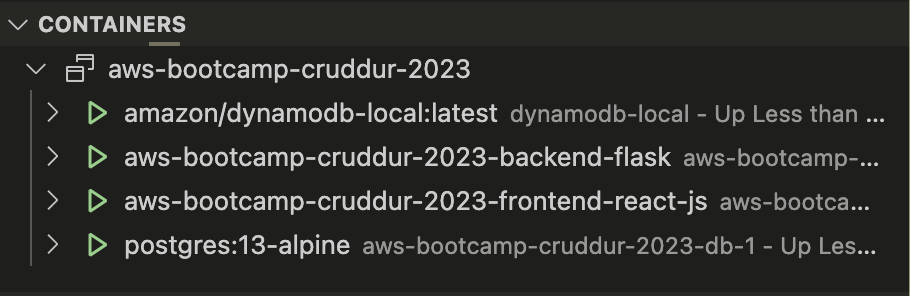 CONTAINERS
aws-bootcamp-cruddur-2023
amazon/dynamodb-local:latest dynamodb-local - Up Less than ...
aws-bootcamp-cruddur-2023-backend-flask aws-bootcamp-...
aws-bootcamp-cruddur-2023-frontend-react-js aws-bootca...
postgres:13-alpine aws-bootcamp-cruddur-2023-db-1 - Up Les...